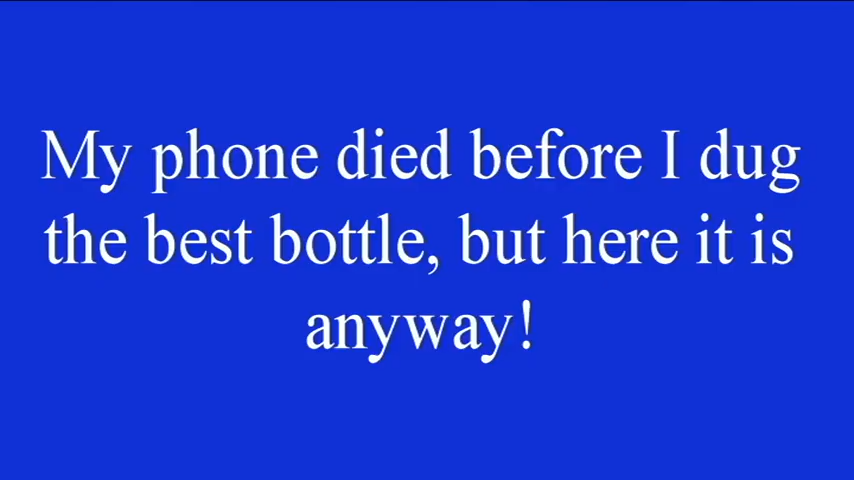 My phone died before I dug
the best bottle, but here it is
anyway!